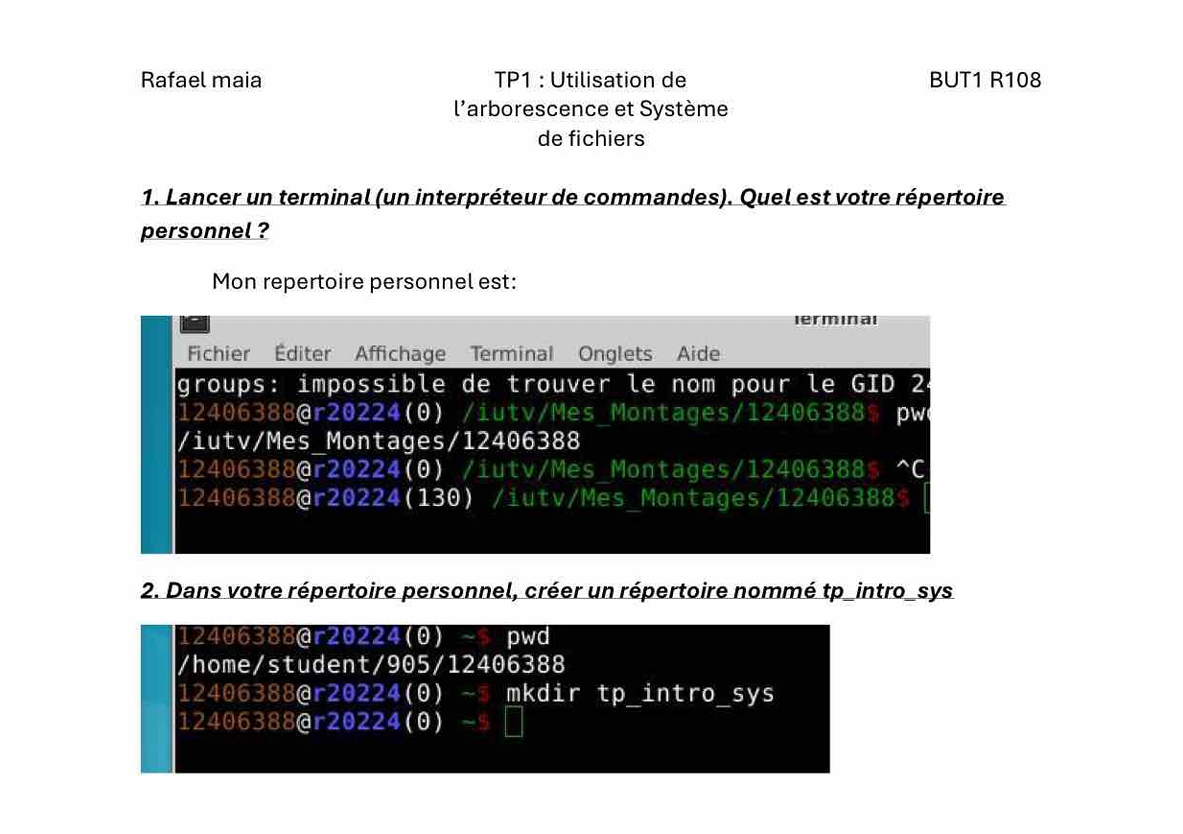 Rafael maia
TP1 : Utilisation de
l’arborescence et Système
de fichiers
BUT1 R108
1. Lancer un terminal (un interpréteur de commandes). Quel est votre répertoire
personnel ?
Mon repertoire personnel est:
Terminal
Fichier Éditer Affichage Terminal Onglets Aide
groups: impossible de trouver le nom pour le GID
12406388@r20224(0) /iutv/Mes_Montages/12406388$ pwd
/iutv/Mes_Montages/12406388
12406388@r20224(0) /iutv/Mes_Montages/12406388$ ^C
12406388@r20224(130) /iutv/Mes_Montages/12406388$
2. Dans votre répertoire personnel, créer un répertoire nommé tp_intro_sys
12406388@r20224(0) ~$ pwd
/home/student/905/12406388
12406388@r20224(0) ~$ mkdir tp_intro_sys
12406388@r20224(0) ~$